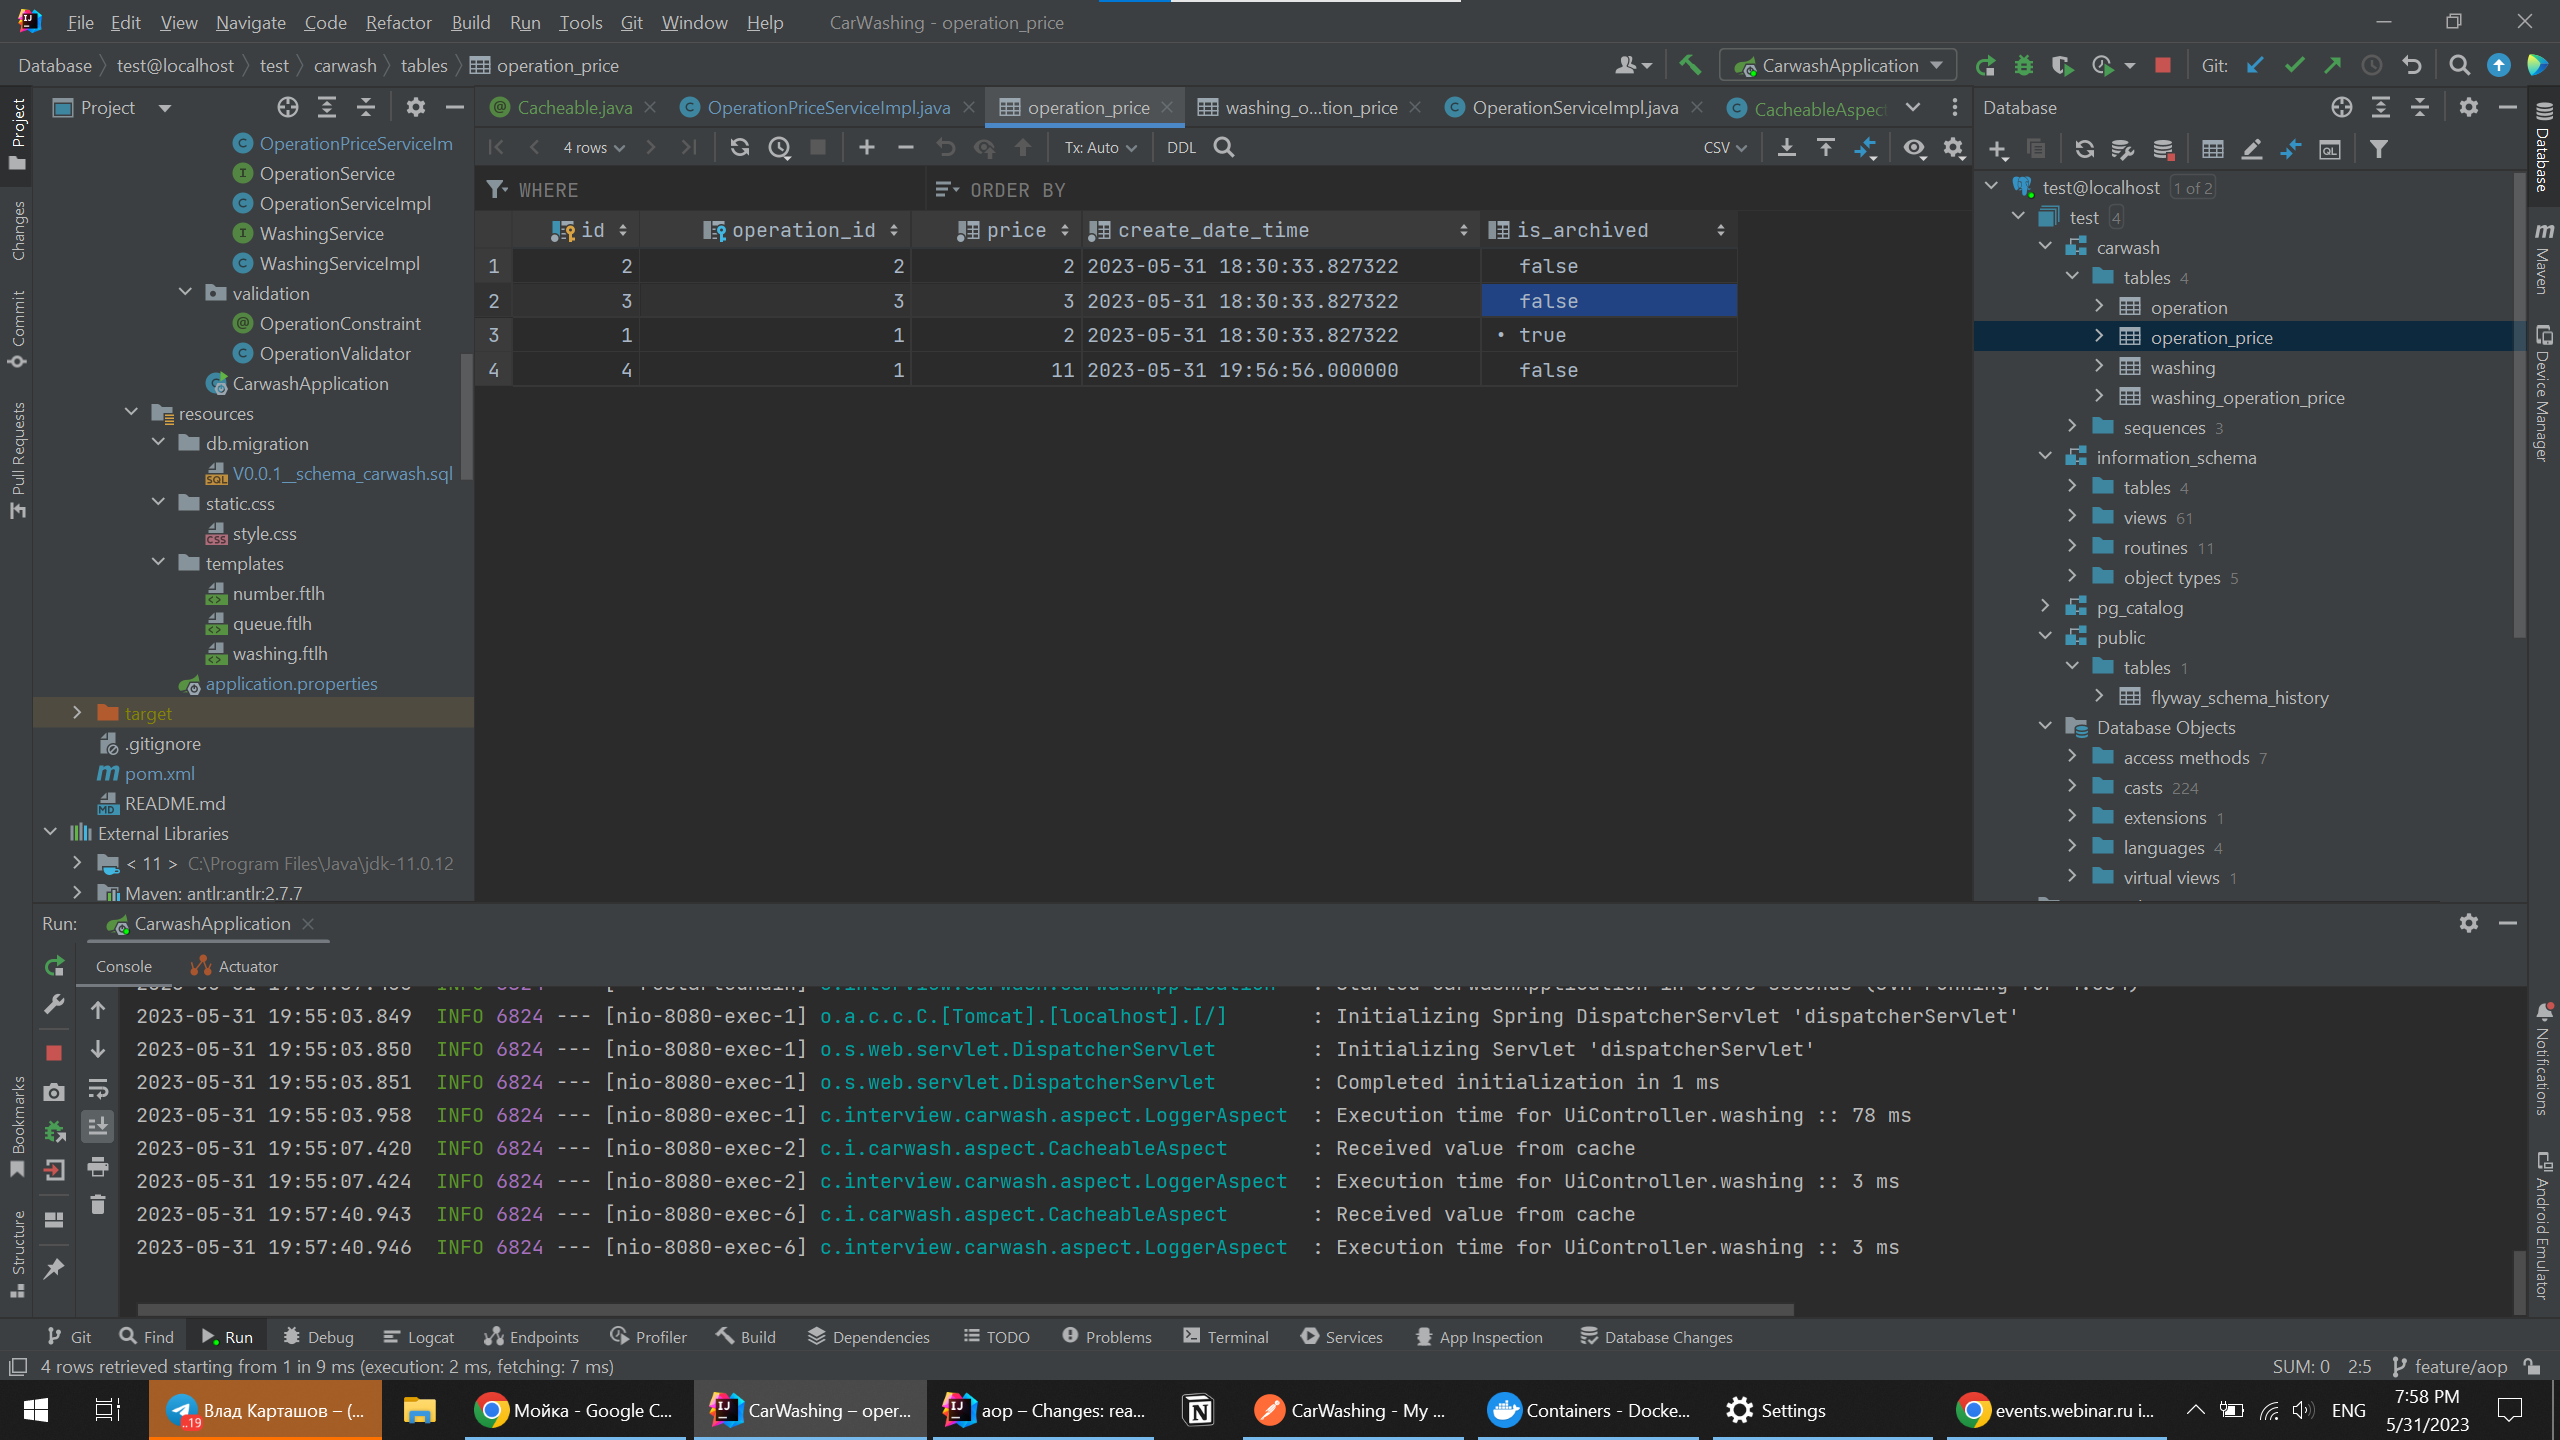 File Edit View Navigate Code Refactor Build Run Tools Git Window Help CarWashing - operation_price
Database test@localhost test carwash tables operation_price
CarwashApplication Git:
Project
Cacheable.java OperationPriceServiceImpl.java operation_price washing_o...tion_price OperationServiceImpl.java CacheableAspect
4 rows Tx: Auto DDL CSV
WHERE ORDER BY
id operation_id price create_date_time is_archived
1 2 2 2 2023-05-31 18:30:33.827322 false
2 3 3 3 2023-05-31 18:30:33.827322 false
3 1 1 2 2023-05-31 18:30:33.827322 true
4 4 1 11 2023-05-31 19:56:56.000000 false
OperationPriceServiceIm
OperationService
OperationServiceImpl
WashingService
WashingServiceImpl
validation
OperationConstraint
OperationValidator
CarwashApplication
resources
db.migration
V0.0.1__schema_carwash.sql
static.css
style.css
templates
number.ftlh
queue.ftlh
washing.ftlh
application.properties
target
.gitignore
pom.xml
README.md
External Libraries
< 11 > C:\Program Files\Java\jdk-11.0.12
Maven: antlr:antlr:2.7.7
Database
test@localhost 1 of 2
test 4
carwash
tables 4
operation
operation_price
washing
washing_operation_price
sequences 3
information_schema
tables 4
views 61
routines 11
object types 5
pg_catalog
public
tables 1
flyway_schema_history
Database Objects
access methods 7
casts 224
extensions 1
languages 4
virtual views 1
Project
Changes
Commit
Pull Requests
Bookmarks
Structure
Database
Maven
Device Manager
Notifications
Android Emulator
Run: CarwashApplication
Console Actuator
2023-05-31 19:55:03.849 INFO 6824 --- [nio-8080-exec-1] o.a.c.c.C.[Tomcat].[localhost].[/] : Initializing Spring DispatcherServlet 'dispatcherServlet'
2023-05-31 19:55:03.850 INFO 6824 --- [nio-8080-exec-1] o.s.web.servlet.DispatcherServlet : Initializing Servlet 'dispatcherServlet'
2023-05-31 19:55:03.851 INFO 6824 --- [nio-8080-exec-1] o.s.web.servlet.DispatcherServlet : Completed initialization in 1 ms
2023-05-31 19:55:03.958 INFO 6824 --- [nio-8080-exec-1] c.interview.carwash.aspect.LoggerAspect : Execution time for UiController.washing :: 78 ms
2023-05-31 19:55:07.420 INFO 6824 --- [nio-8080-exec-2] c.i.carwash.aspect.CacheableAspect : Received value from cache
2023-05-31 19:55:07.424 INFO 6824 --- [nio-8080-exec-2] c.interview.carwash.aspect.LoggerAspect : Execution time for UiController.washing :: 3 ms
2023-05-31 19:57:40.943 INFO 6824 --- [nio-8080-exec-6] c.i.carwash.aspect.CacheableAspect : Received value from cache
2023-05-31 19:57:40.946 INFO 6824 --- [nio-8080-exec-6] c.interview.carwash.aspect.LoggerAspect : Execution time for UiController.washing :: 3 ms
Git Find Run Debug Logcat Endpoints Profiler Build Dependencies TODO Problems Terminal Services App Inspection Database Changes
4 rows retrieved starting from 1 in 9 ms (execution: 2 ms, fetching: 7 ms) SUM: 0 2:5 feature/aop
Влад Карташов – (... Мойка - Google C... CarWashing – oper... aop – Changes: rea... CarWashing - My ... Containers - Docke... Settings events.webinar.ru i... ENG
..19
7:58 PM
5/31/2023